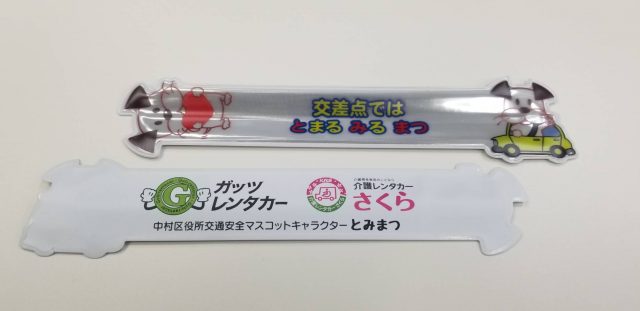 交差点では
とまる みる まつ
G
ガッツ
レンタカー
介護レンタカー
さくら
中村区役所交通安全マスコットキャラクター とみまつ